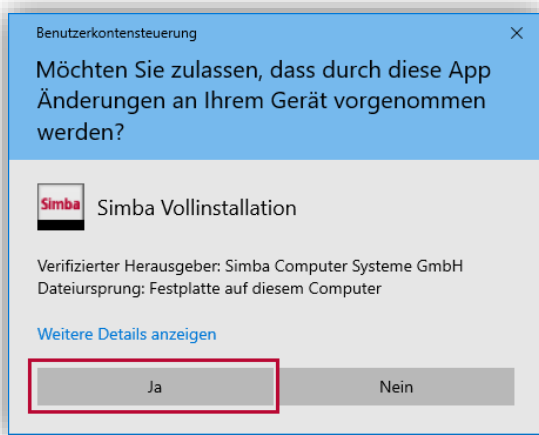 Benutzerkontensteuerung
Möchten Sie zulassen, dass durch diese App
Änderungen an Ihrem Gerät vorgenommen
werden?
Simba
Simba Vollinstallation
Verifizierter Herausgeber: Simba Computer Systeme GmbH
Dateiursprung: Festplatte auf diesem Computer
Weitere Details anzeigen
Ja
Nein